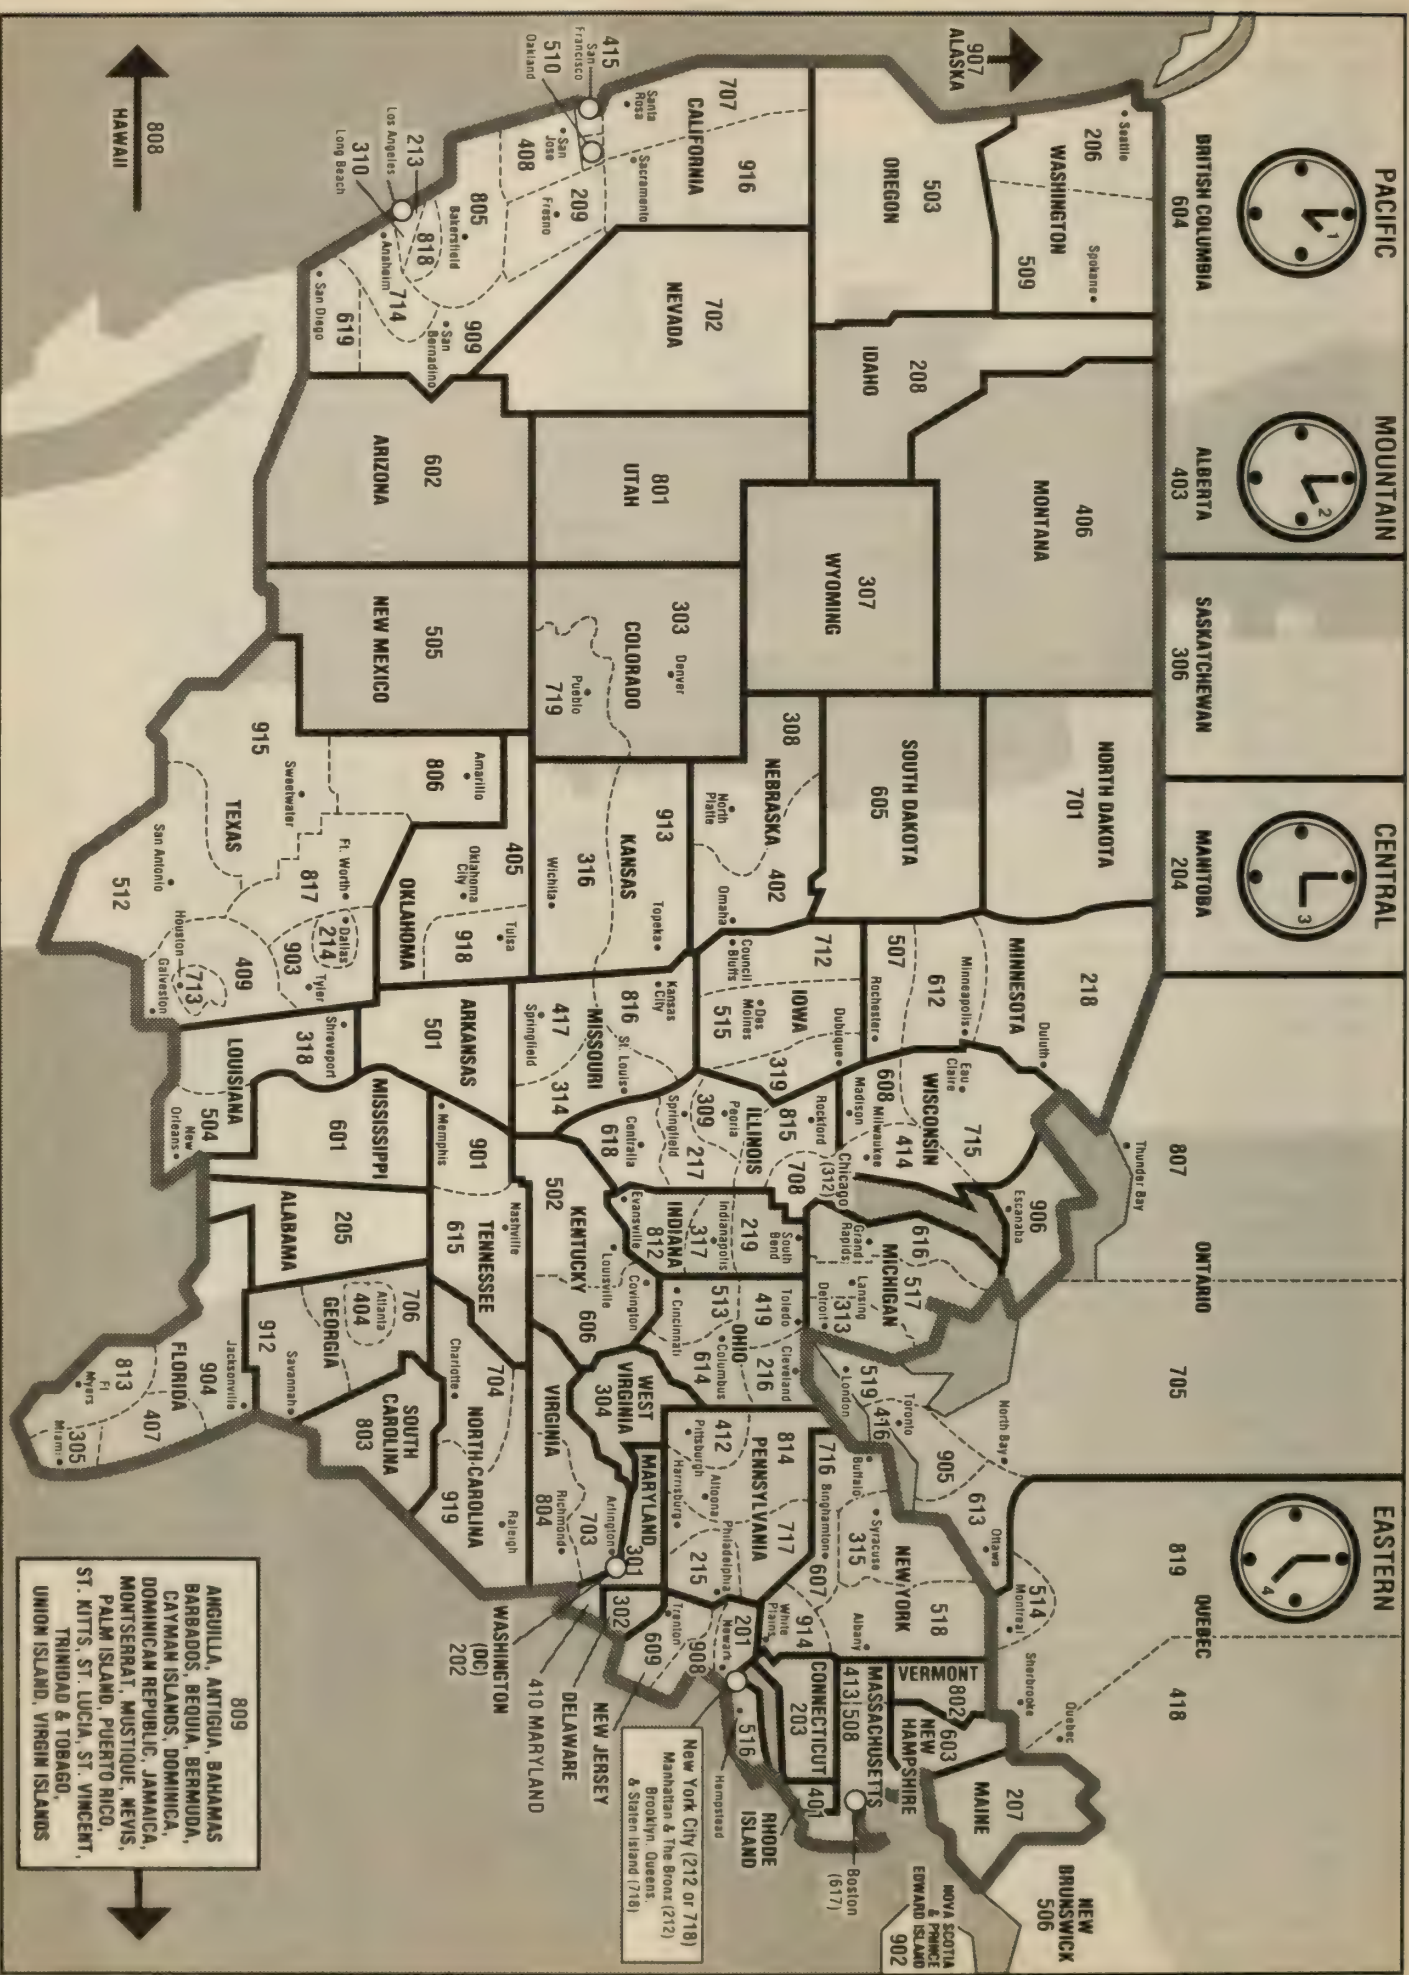 PACIFIC
MOUNTAIN
CENTRAL
EASTERN
1
2
3
4
BRITISH COLUMBIA
604
ALBERTA
403
SASKATCHEWAN
306
MANITOBA
204
ONTARIO
807
705
QUEBEC
819
418
907
ALASKA
Seattle
206
WASHINGTON
Spokane
509
503
OREGON
208
IDAHO
406
MONTANA
307
WYOMING
701
NORTH DAKOTA
SOUTH DAKOTA
605
308
NEBRASKA
North
Platte
402
Omaha
707
916
CALIFORNIA
Santa
Rosa
Sacramento
415
San
Francisco
510
Oakland
San
Jose
408
209
Fresno
805
Bakersfield
213
Los Angeles
310
Long Beach
818
Anaheim
714
909
San
Bernadino
619
San Diego
808
HAWAII
702
NEVADA
801
UTAH
602
ARIZONA
303
Denver
COLORADO
Pueblo
719
505
NEW MEXICO
913
KANSAS
Topeka
316
Wichita
405
Oklahoma
City
Tulsa
918
OKLAHOMA
Amarillo
806
915
Sweetwater
TEXAS
Ft. Worth
817
Dallas
214
903
Tyler
409
Houston
713
Galveston
San Antonio
512
218
Duluth
MINNESOTA
Minneapolis
612
507
Rochester
712
Council
Bluffs
IOWA
Des
Moines
515
Dubuque
319
Kansas
City
816
St. Louis
MISSOURI
417
Springfield
314
ARKANSAS
501
Shreveport
318
LOUISIANA
504
New
Orleans
715
Eau
Claire
WISCONSIN
608
Madison
Milwaukee
414
815
Rockford
Chicago
(312)
708
ILLINOIS
309
Peoria
Springfield
217
Centralia
618
906
Escanaba
616
Grand
Rapids
MICHIGAN
517
Lansing
313
Detroit
219
South
Bend
317
Indianapolis
INDIANA
812
Evansville
419
Toledo
Cleveland
216
OHIO
513
Columbus
614
Cincinnati
Covington
502
KENTUCKY
Louisville
606
901
Memphis
Nashville
615
TENNESSEE
MISSISSIPPI
601
ALABAMA
205
706
Atlanta
404
GEORGIA
912
Savannah
Jacksonville
904
FLORIDA
813
Ft
Myers
407
305
Miami
WEST
VIRGINIA
304
VIRGINIA
703
Arlington
Richmond
804
704
Charlotte
NORTH CAROLINA
919
Raleigh
SOUTH
CAROLINA
803
814
PENNSYLVANIA
412
Pittsburgh
Altoona
Harrisburg
717
Philadelphia
215
MARYLAND
301
302
716
Buffalo
Binghamton
607
Syracuse
315
NEW YORK
518
Albany
914
White
Plains
201
Newark
908
Trenton
609
516
Hempstead
VERMONT
802
603
NEW
HAMPSHIRE
MASSACHUSETTS
413
508
CONNECTICUT
203
401
RHODE
ISLAND
Boston
(617)
207
MAINE
Thunder Bay
519
London
Toronto
416
905
North Bay
613
Ottawa
514
Montreal
Sherbrooke
Quebec
NEW
BRUNSWICK
506
NOVA SCOTIA
& PRINCE
EDWARD ISLAND
902
WASHINGTON
(DC)
202
410 MARYLAND
DELAWARE
NEW JERSEY
New York City (212 or 718)
Manhattan & The Bronx (212)
Brooklyn. Queens.
& Staten Island (718)
809
ANGUILLA, ANTIGUA, BAHAMAS
BARBADOS, BEQUIA, BERMUDA,
CAYMAN ISLANDS, DOMINICA,
DOMINICAN REPUBLIC, JAMAICA,
MONTSERRAT, MUSTIQUE, NEVIS,
PALM ISLAND, PUERTO RICO,
ST. KITTS, ST. LUCIA, ST. VINCENT,
TRINIDAD & TOBAGO,
UNION ISLAND, VIRGIN ISLANDS